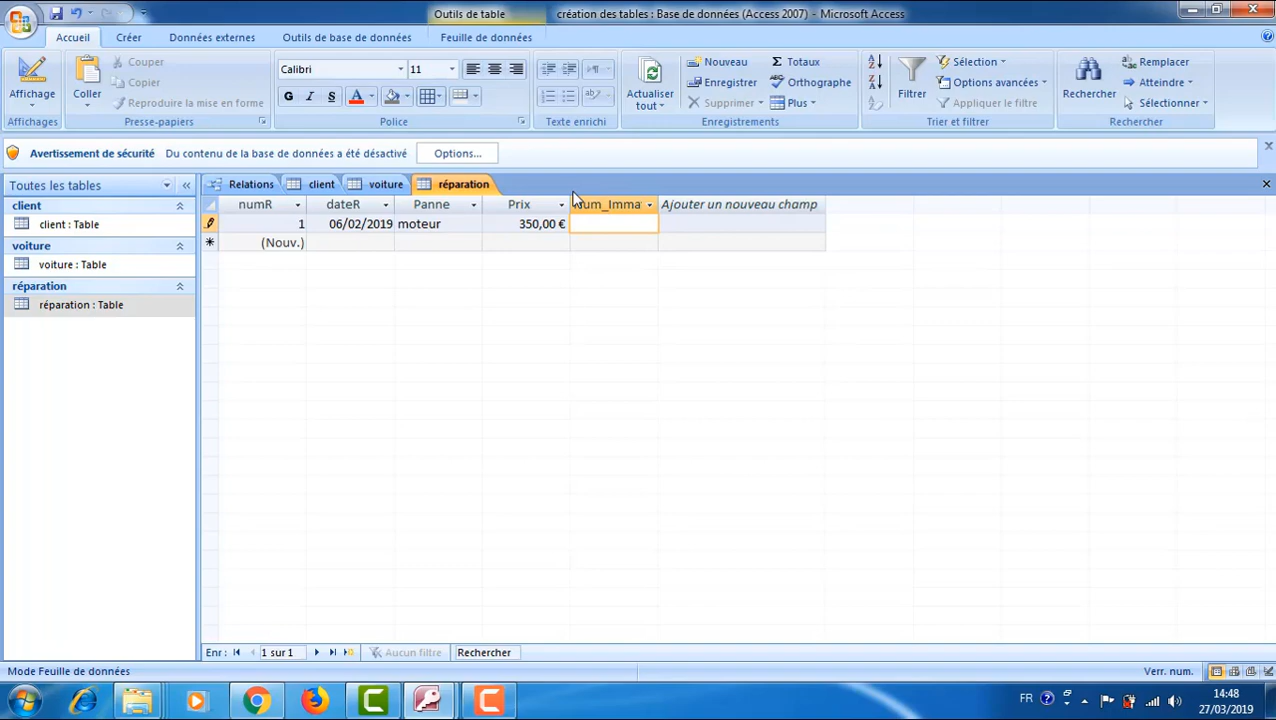 Outils de table création des tables : Base de données (Access 2007) - Microsoft Access
Accueil Créer Données externes Outils de base de données Feuille de données
Affichage
Affichages
Coller
Couper
Copier
Reproduire la mise en forme
Presse-papiers
Calibri 11
G I S A
Police
Texte enrichi
Actualiser tout
Nouveau
Enregistrer
Supprimer
Totaux
Orthographe
Plus
Enregistrements
Filtrer
Sélection
Options avancées
Appliquer le filtre
Trier et filtrer
Rechercher
Remplacer
Atteindre
Sélectionner
Rechercher
Avertissement de sécurité Du contenu de la base de données a été désactivé Options...
Toutes les tables
client
client : Table
voiture
voiture : Table
réparation
réparation : Table
Relations client voiture réparation
numR dateR Panne Prix Num_Imma Ajouter un nouveau champ
1 06/02/2019 moteur 350,00 €
(Nouv.)
Enr : 1 sur 1 Aucun filtre Rechercher
Mode Feuille de données Verr. num.
FR 14:48
27/03/2019